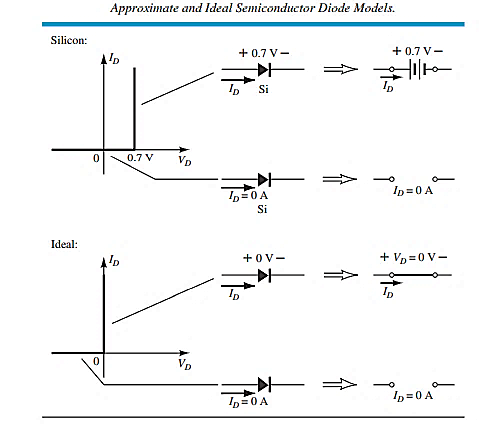 Approximate and Ideal Semiconductor Diode Models.
Silicon:
I_D
+ 0.7 V −
+ 0.7 V −
I_D
Si
I_D
0
0.7 V
V_D
I_D = 0 A
Si
I_D = 0 A
Ideal:
I_D
+ 0 V −
+ V_D = 0 V −
I_D
I_D
0
V_D
I_D = 0 A
I_D = 0 A